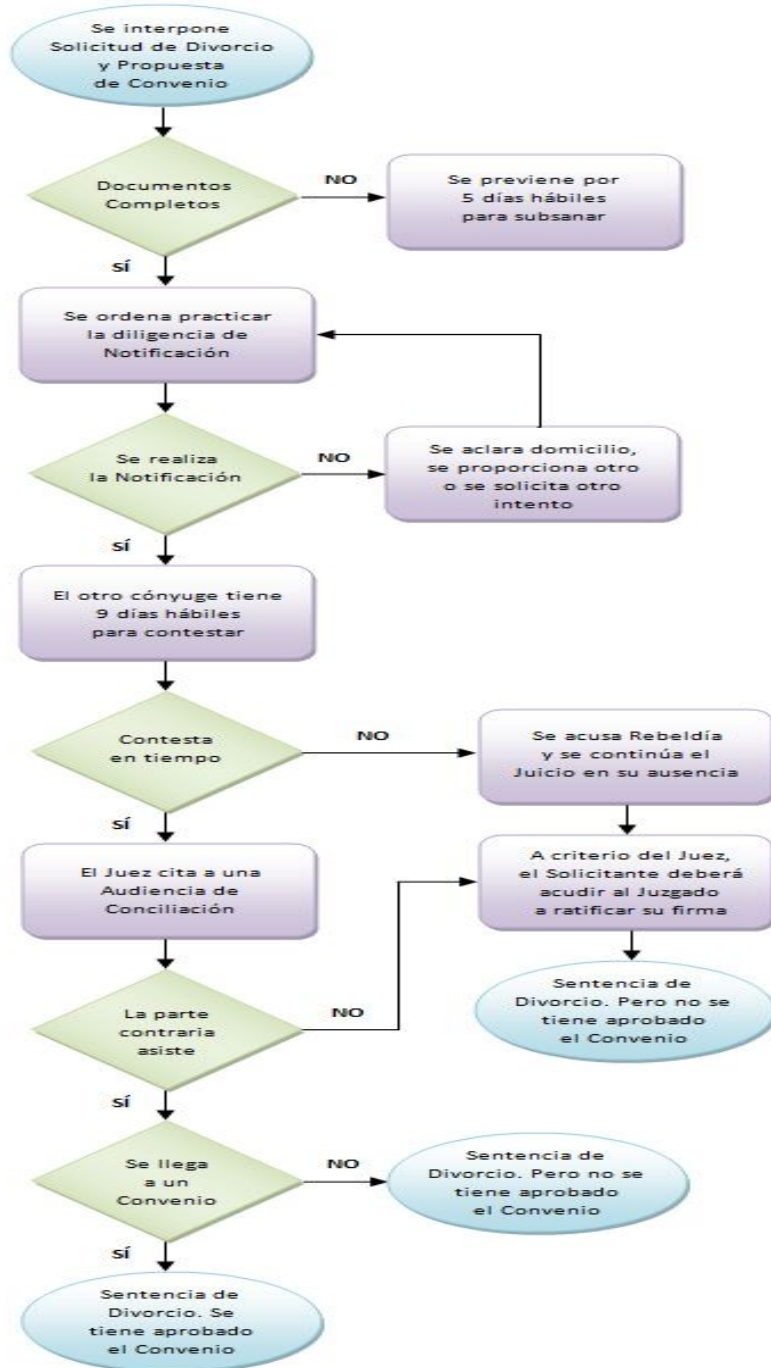 Se interpone
Solicitud de Divorcio
y Propuesta
de Convenio
Documentos
Completos
NO
Se previene por
5 días hábiles
para subsanar
sí
Se ordena practicar
la diligencia de
Notificación
Se realiza
la Notificación
NO
Se aclara domicilio,
se proporciona otro
o se solicita otro
intento
sí
El otro cónyuge tiene
9 días hábiles
para contestar
Contesta
en tiempo
NO
Se acusa Rebeldía
y se continúa el
Juicio en su ausencia
sí
El Juez cita a una
Audiencia de
Conciliación
A criterio del Juez,
el Solicitante deberá
acudir al Juzgado
a ratificar su firma
La parte
contraria
asiste
NO
Sentencia de
Divorcio. Pero no se
tiene aprobado
el Convenio
sí
Se llega
a un
Convenio
NO
Sentencia de
Divorcio. Pero no se
tiene aprobado
el Convenio
sí
Sentencia de
Divorcio. Se
tiene aprobado
el Convenio